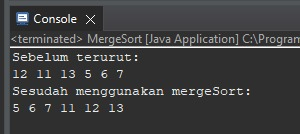 Console
<terminated> MergeSort [Java Application] C:\Program
Sebelum terurut:
12 11 13 5 6 7
Sesudah menggunakan mergeSort:
5 6 7 11 12 13